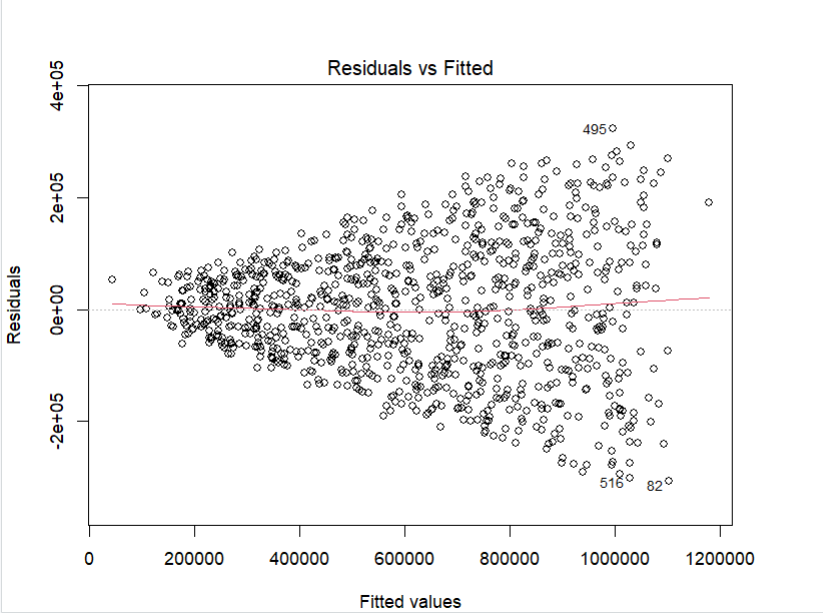 Residuals vs Fitted
Residuals
4e+05
2e+05
0e+00
-2e+05
495
516
82
0 200000 400000 600000 800000 1000000 1200000
Fitted values